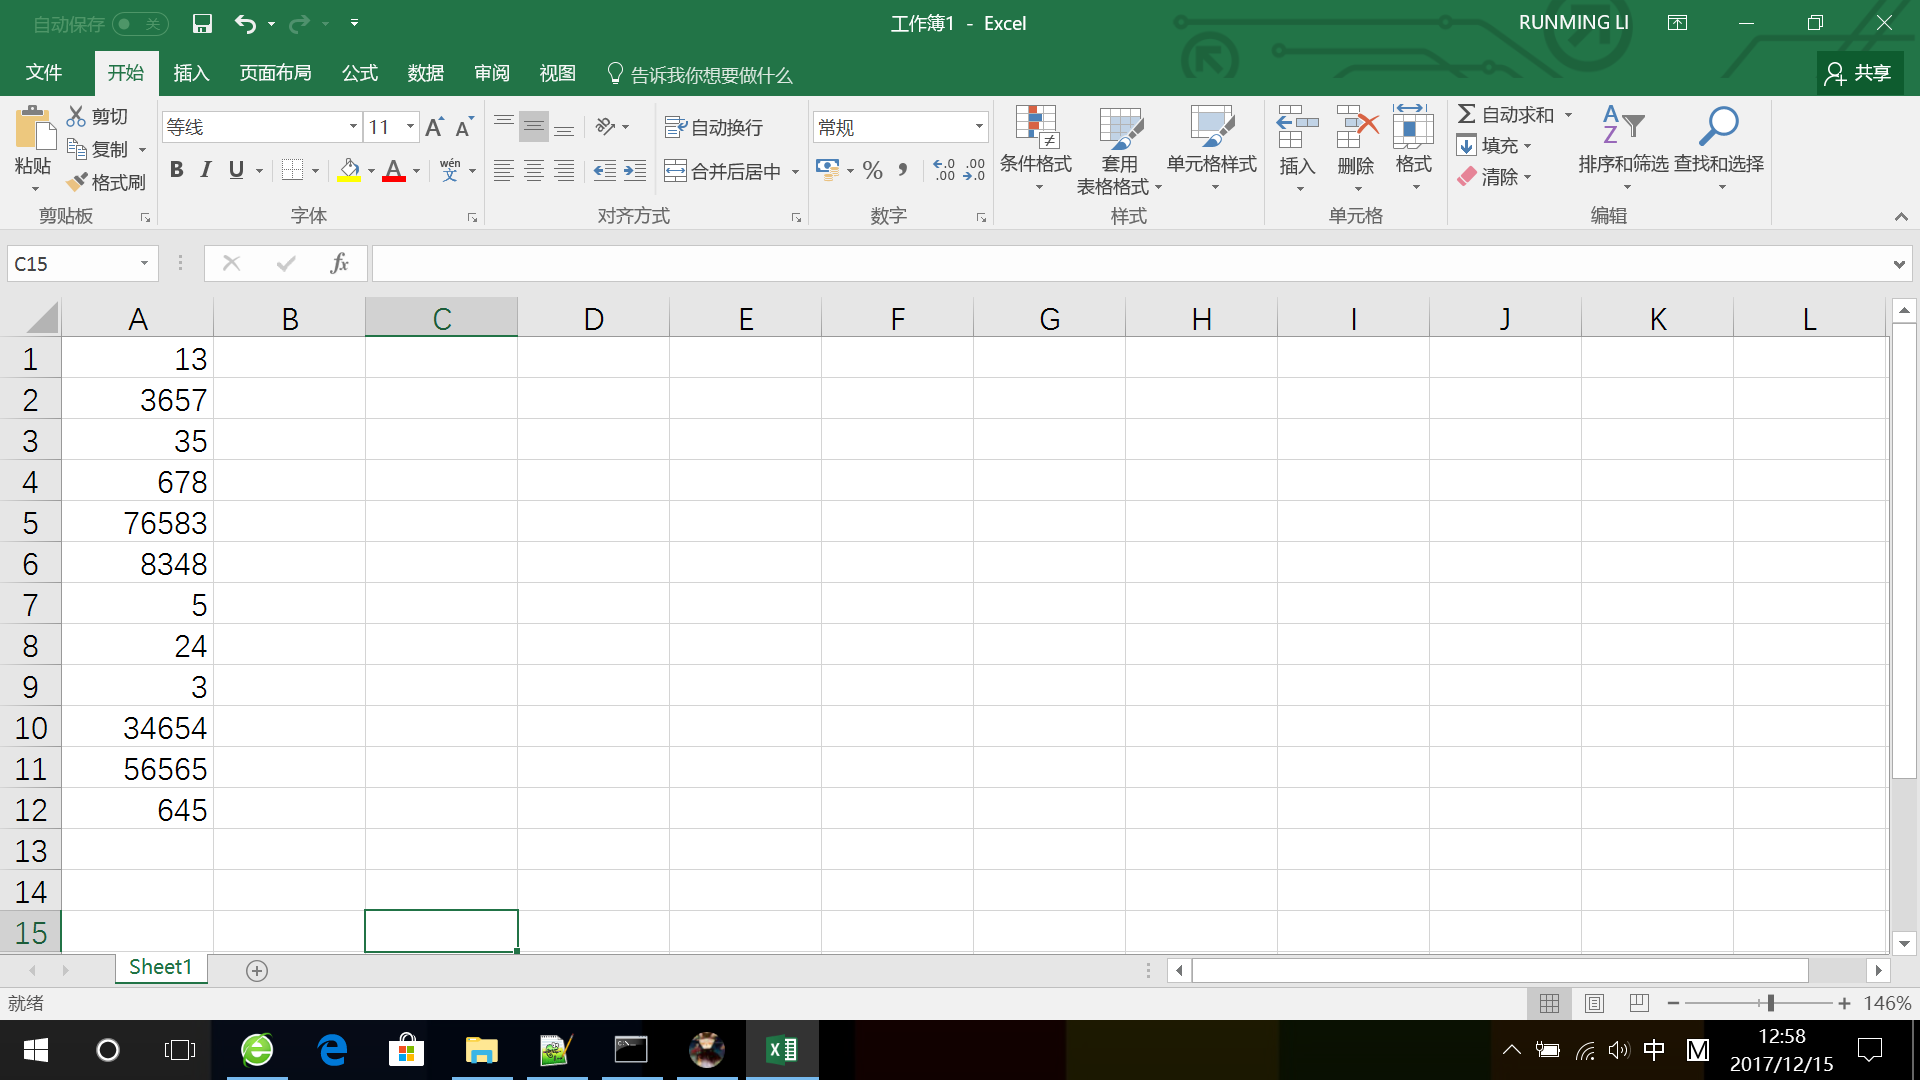 自动保存 关 工作簿1 - Excel RUNMING LI
文件 开始 插入 页面布局 公式 数据 审阅 视图 告诉我你想要做什么 共享
粘贴 剪切 复制 格式刷 剪贴板
等线 11 A A
B I U A wén 文 字体
自动换行
合并后居中 对齐方式
常规
% , .0 .00 .00 .0 数字
条件格式 套用 表格格式 单元格样式 样式
插入 删除 格式 单元格
Σ 自动求和 填充 清除 AZ 排序和筛选 查找和选择 编辑
C15 fx
A B C D E F G H I J K L
1 13
2 3657
3 35
4 678
5 76583
6 8348
7 5
8 24
9 3
10 34654
11 56565
12 645
13
14
15
Sheet1
就绪 146%
中 M 12:58
2017/12/15